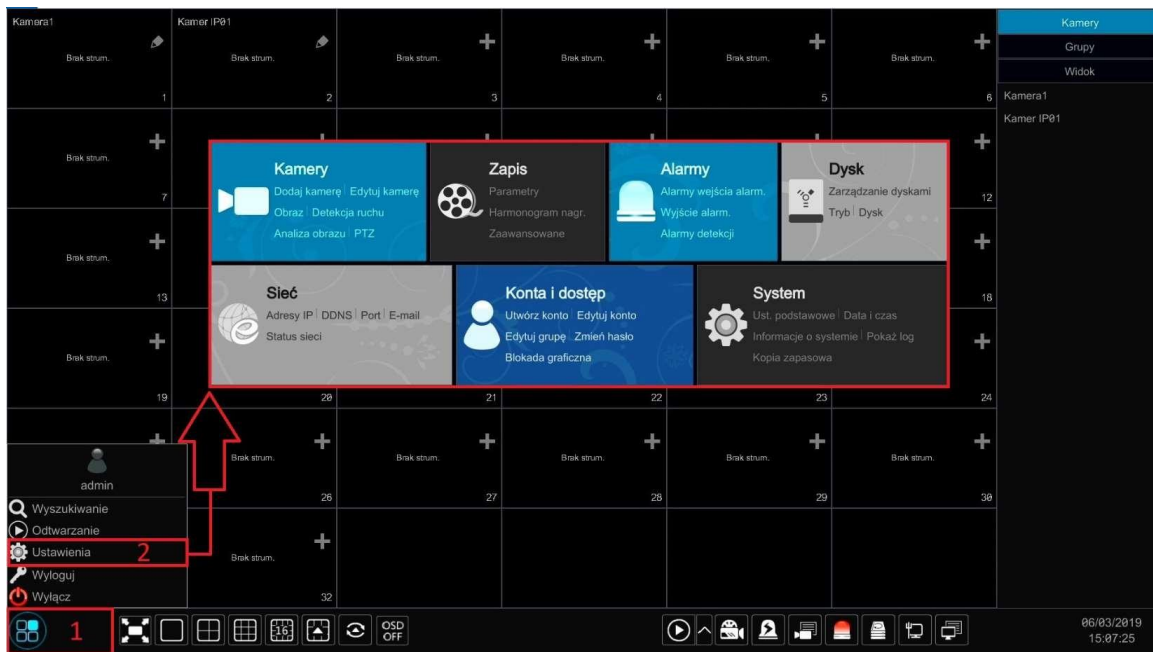 Kamera1
Kamer IP01
Kamery
Grupy
Widok
Kamera1
Kamer IP01
Brak strum.
Brak strum.
Brak strum.
Brak strum.
Brak strum.
Brak strum.
1
2
3
4
5
6
Brak strum.
7
12
Kamery
Dodaj kamerę Edytuj kamerę
Obraz Detekcja ruchu
Analiza obrazu PTZ
Zapis
Parametry
Harmonogram nagr.
Zaawansowane
Alarmy
Alarmy wejścia alarm.
Wyjście alarm.
Alarmy detekcji
Dysk
Zarządzanie dyskami
Tryb Dysk
Brak strum.
13
18
Sieć
Adresy IP DDNS Port E-mail
Status sieci
Konta i dostęp
Utwórz konto Edytuj konto
Edytuj grupę Zmień hasło
Blokada graficzna
System
Ust. podstawowe Data i czas
Informacje o systemie Pokaż log
Kopia zapasowa
Brak strum.
19
20
21
22
23
24
Brak strum.
Brak strum.
Brak strum.
Brak strum.
Brak strum.
26
27
28
29
30
admin
Wyszukiwanie
Odtwarzanie
Ustawienia 2
Wyloguj
Wyłącz
Brak strum.
32
1
16
OSD
OFF
06/03/2019
15:07:25